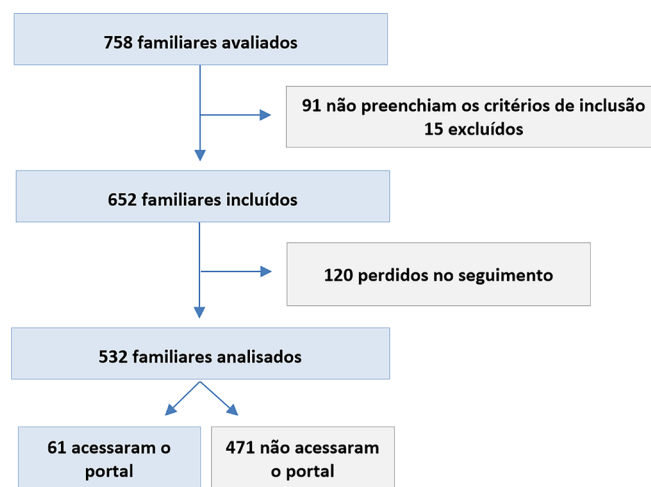 758 familiares avaliados
91 não preenchiam os critérios de inclusão
15 excluídos
652 familiares incluídos
120 perdidos no seguimento
532 familiares analisados
61 acessaram o
portal
471 não acessaram
o portal